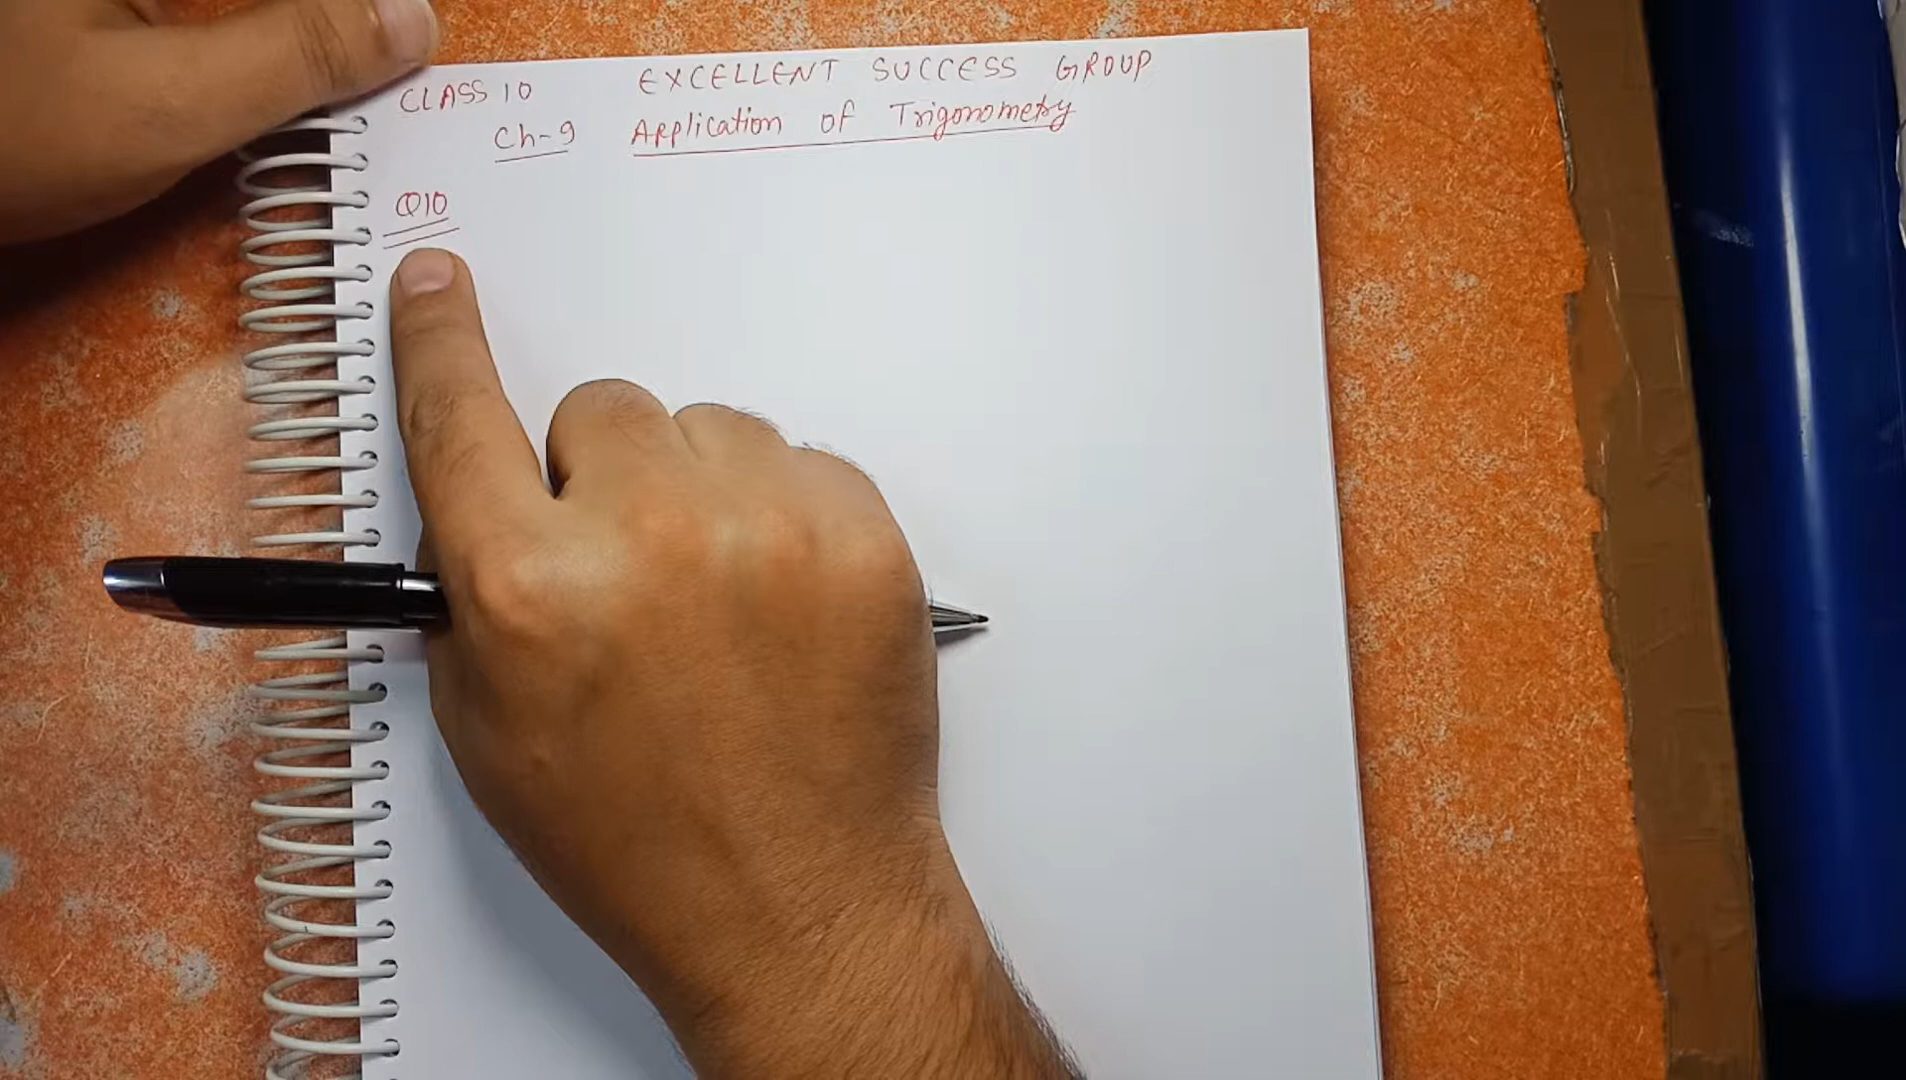 CLASS 10 EXCELLENT SUCCESS GROUP
Ch-9 Application of Trigonometry
Q10